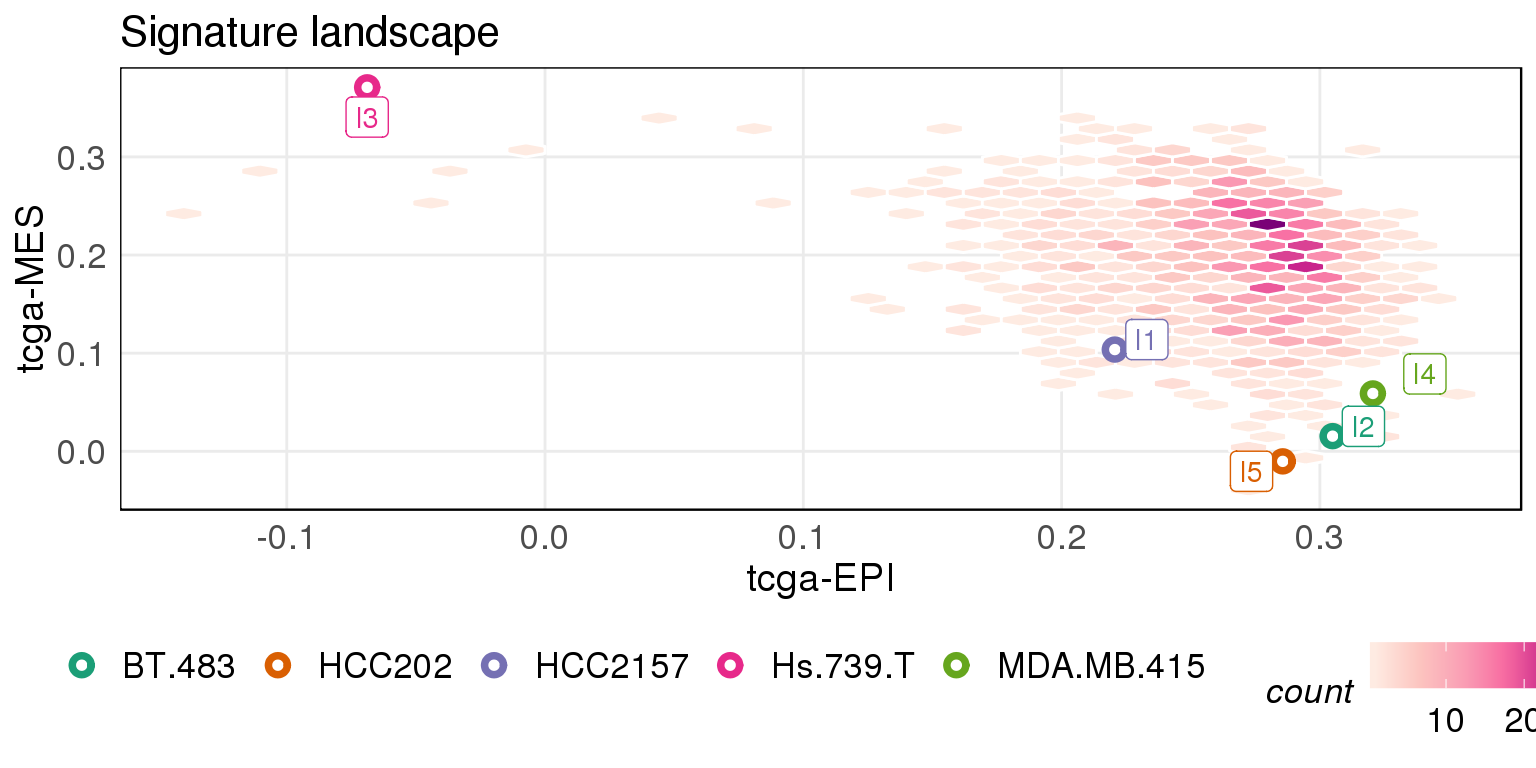 Signature landscape
tcga-MES
0.3
0.2
0.1
0.0
l3
l1
l4
l2
l5
-0.1 0.0 0.1 0.2 0.3
tcga-EPI
BT.483 HCC202 HCC2157 Hs.739.T MDA.MB.415
count
10 20